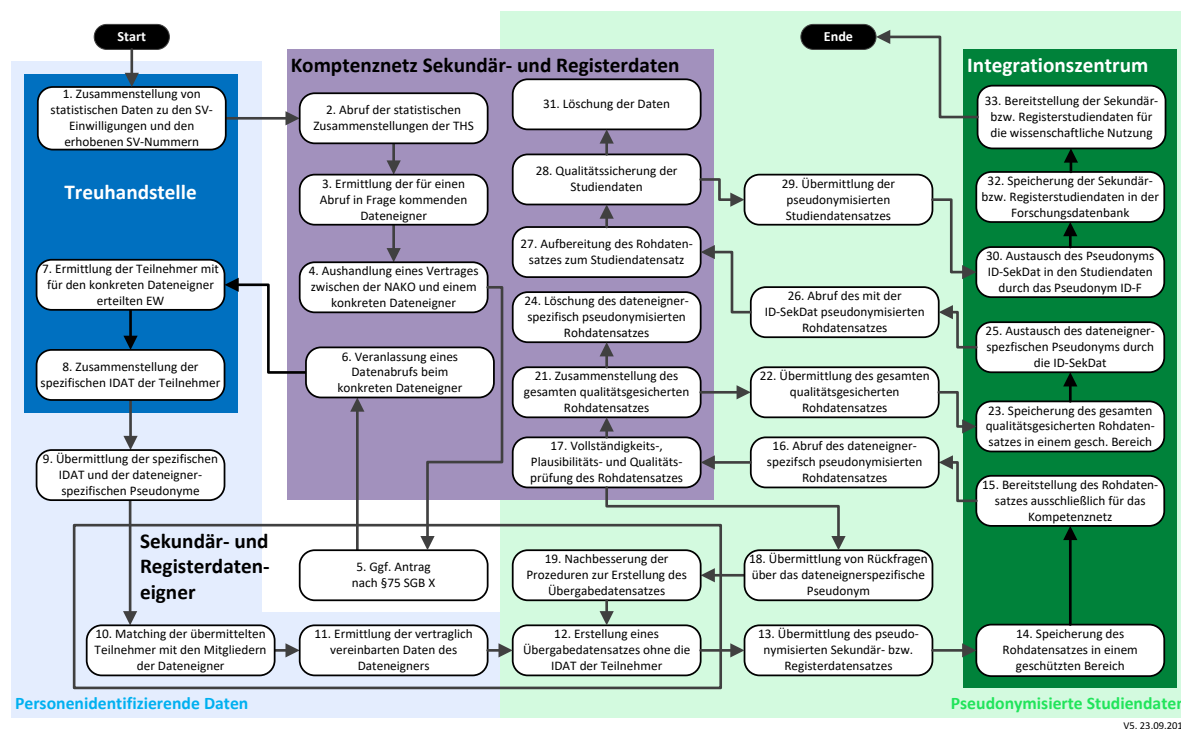 Start
Ende
Komptenznetz Sekundär- und Registerdaten
Integrationszentrum
1. Zusammenstellung von
statistischen Daten zu den SV-
Einwilligungen und den
erhobenen SV-Nummern
2. Abruf der statistischen
Zusammenstellungen der THS
31. Löschung der Daten
33. Bereitstellung der Sekundär-
bzw. Registerstudiendaten für
die wissenschaftliche Nutzung
Treuhandstelle
3. Ermittlung der für einen
Abruf in Frage kommenden
Dateneigner
28. Qualitätssicherung der
Studiendaten
29. Übermittlung der
pseudonymisierten
Studiendatensatzes
32. Speicherung der Sekundär-
bzw. Registerstudiendaten in der
Forschungsdatenbank
7. Ermittlung der Teilnehmer mit
für den konkreten Dateneigner
erteilten EW
4. Aushandlung eines Vertrages
zwischen der NAKO und einem
konkreten Dateneigner
27. Aufbereitung des Rohdaten-
satzes zum Studiendatensatz
30. Austausch des Pseudonyms
ID-SekDat in den Studiendaten
durch das Pseudonym ID-F
24. Löschung des dateneigner-
spezifisch pseudonymisierten
Rohdatensatzes
26. Abruf des mit der
ID-SekDat pseudonymisierten
Rohdatensatzes
25. Austausch des dateneigner-
spezfischen Pseudonyms durch
die ID-SekDat
8. Zusammenstellung der
spezifischen IDAT der Teilnehmer
6. Veranlassung eines
Datenabrufs beim
konkreten Dateneigner
21. Zusammenstellung des
gesamten qualitätsgesicherten
Rohdatensatzes
22. Übermittlung des gesamten
qualitätsgesicherten
Rohdatensatzes
23. Speicherung des gesamten
qualitätsgesicherten Rohdaten-
satzes in einem gesch. Bereich
9. Übermittlung der spezifischen
IDAT und der dateneigner-
spezifischen Pseudonyme
17. Vollständigkeits-,
Plausibilitäts- und Qualitäts-
prüfung des Rohdatensatzes
16. Abruf des dateneigner-
spezifsch pseudonymisierten
Rohdatensatzes
15. Bereitstellung des Rohdaten-
satzes ausschließlich für das
Kompetenznetz
Sekundär- und
Registerdaten-
eigner
5. Ggf. Antrag
nach §75 SGB X
19. Nachbesserung der
Prozeduren zur Erstellung des
Übergabedatensatzes
18. Übermittlung von Rückfragen
über das dateneignerspezifische
Pseudonym
10. Matching der übermittelten
Teilnehmer mit den Mitgliedern
der Dateneigner
11. Ermittlung der vertraglich
vereinbarten Daten des
Dateneigners
12. Erstellung eines
Übergabedatensatzes ohne die
IDAT der Teilnehmer
13. Übermittlung des pseudo-
nymisierten Sekundär- bzw.
Registerdatensatzes
14. Speicherung des
Rohdatensatzes in einem
geschützten Bereich
Personenidentifizierende Daten
Pseudonymisierte Studiendaten
V5, 23.09.201